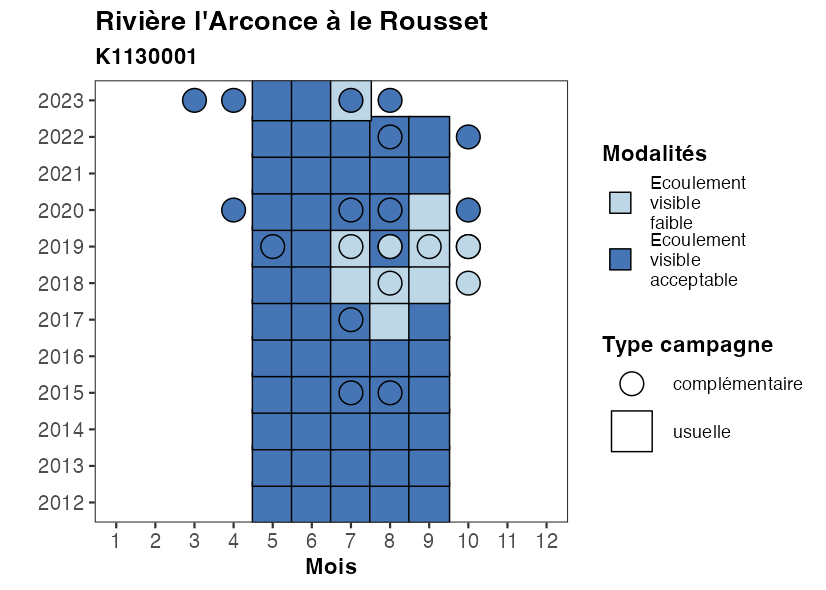 Rivière l'Arconce à le Rousset
K1130001
2023
2022
2021
2020
2019
2018
2017
2016
2015
2014
2013
2012
1 2 3 4 5 6 7 8 9 10 11 12
Mois
Modalités
Ecoulement
visible
faible
Ecoulement
visible
acceptable
Type campagne
complémentaire
usuelle